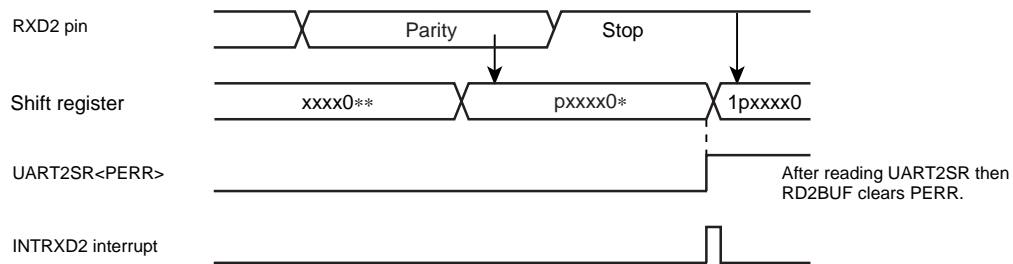 RXD2 pin
Parity
Stop
Shift register
xxxx0**
pxxxx0*
1pxxxx0
UART2SR<PERR>
After reading UART2SR then
RD2BUF clears PERR.
INTRXD2 interrupt